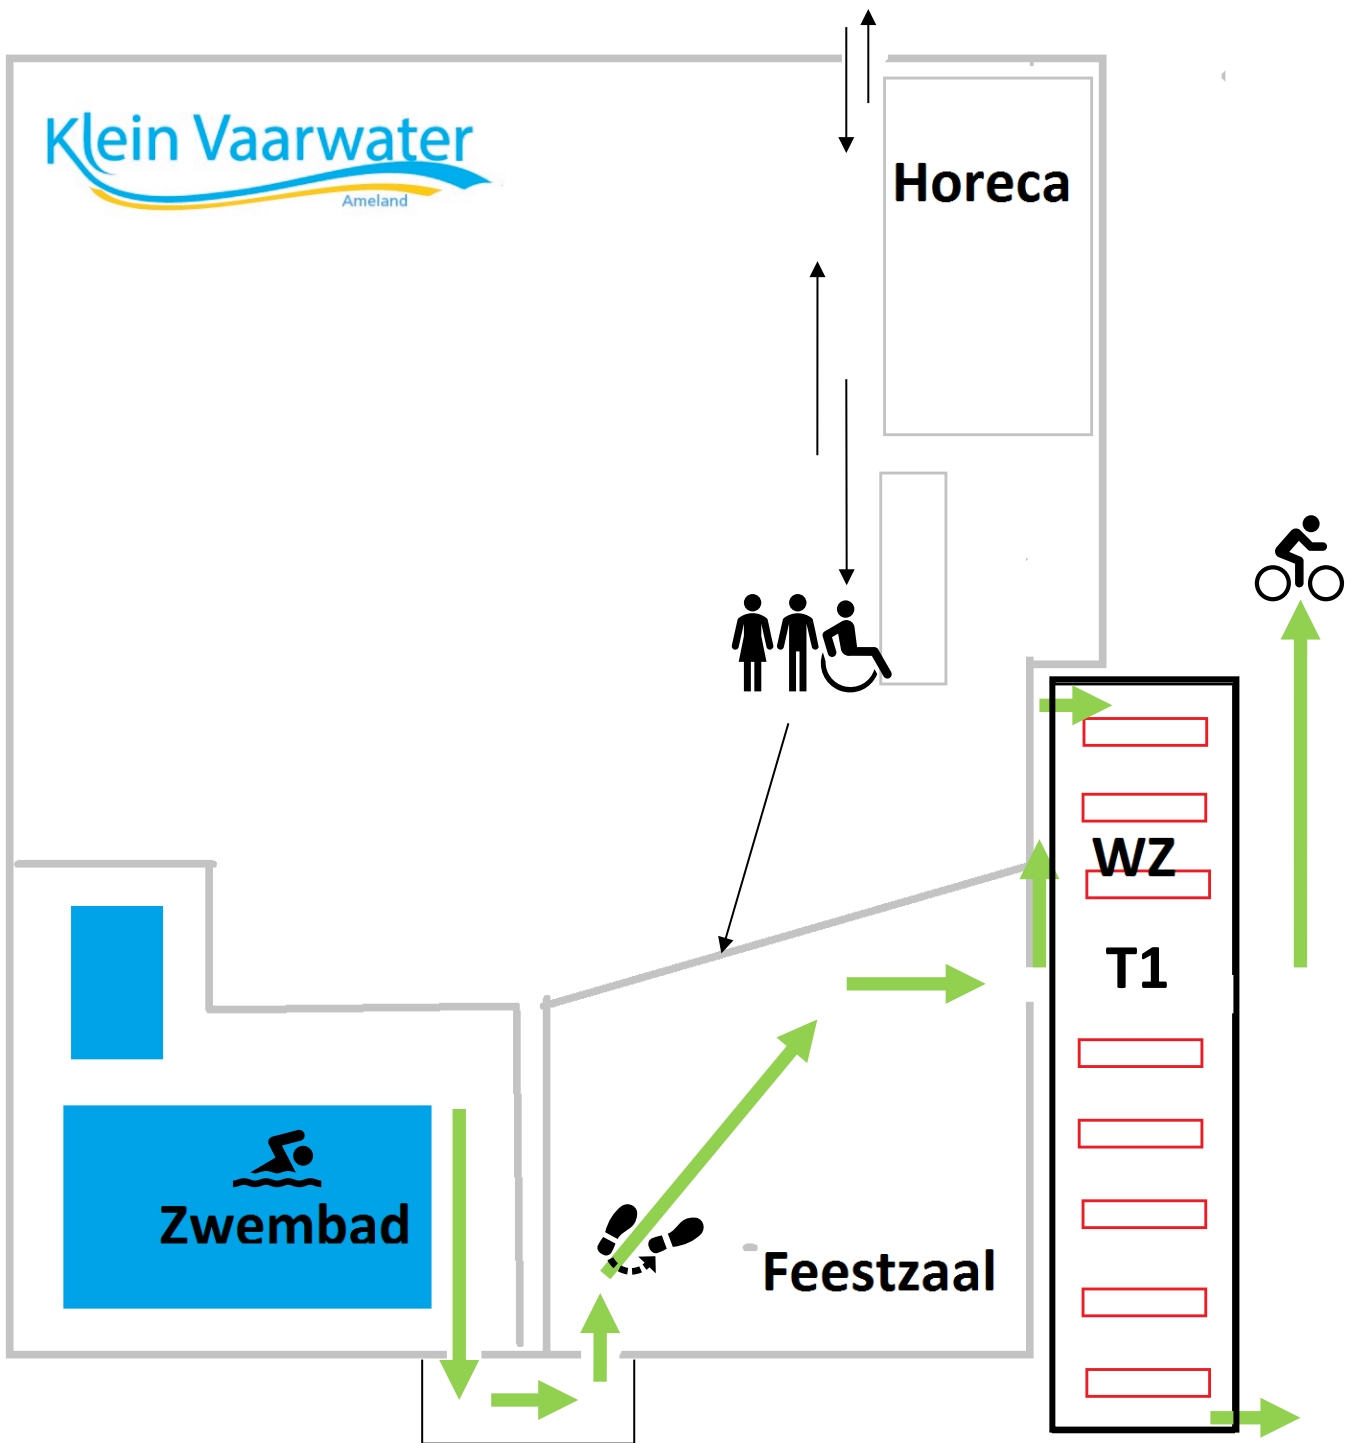 Klein Vaarwater
Ameland
Horeca
WZ
T1
Zwembad
Feestzaal